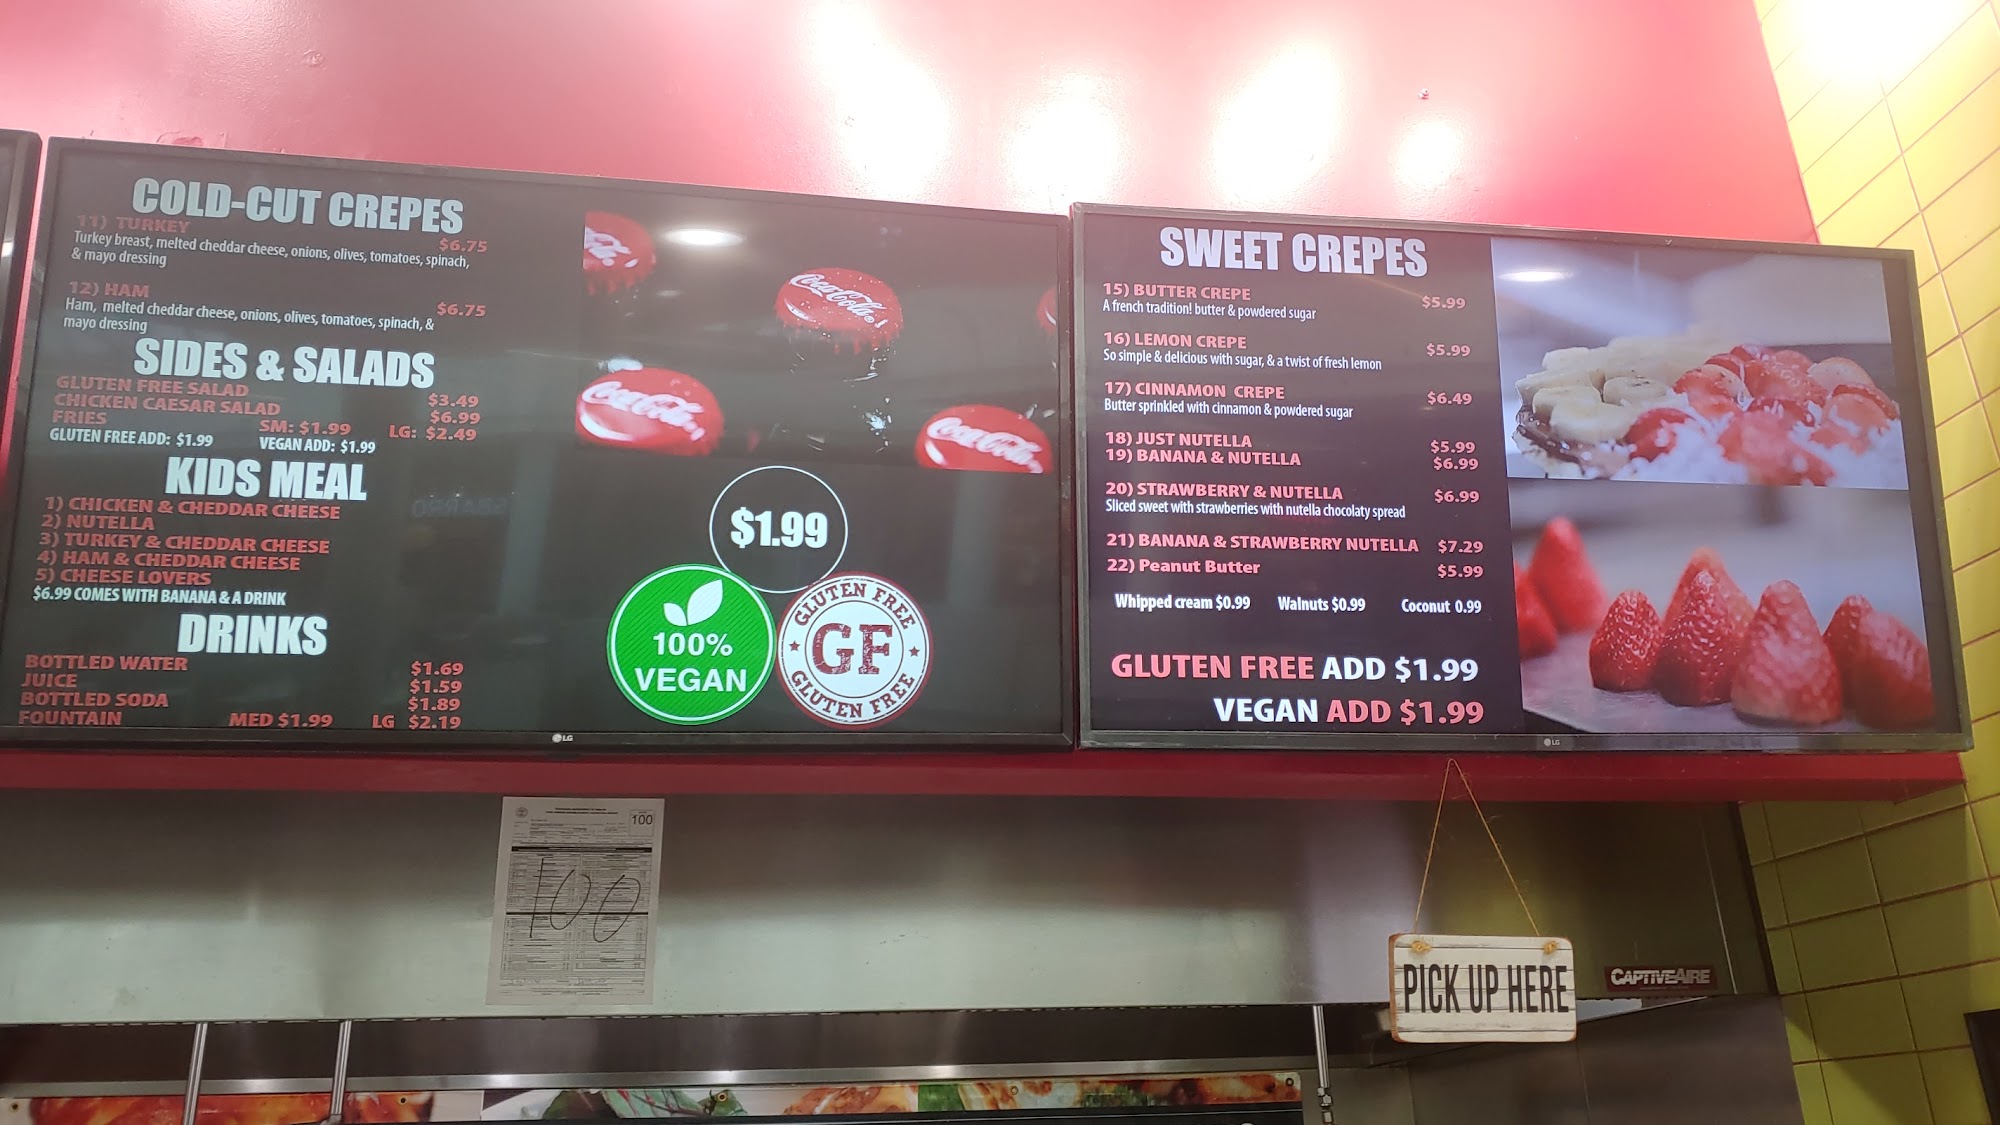 COLD-CUT CREPES
11) TURKEY $6.75
Turkey breast, melted cheddar cheese, onions, olives, tomatoes, spinach,
& mayo dressing
12) HAM $6.75
Ham, melted cheddar cheese, onions, olives, tomatoes, spinach, &
mayo dressing
SIDES & SALADS
GLUTEN FREE SALAD $3.49
CHICKEN CAESAR SALAD $6.99
FRIES SM: $1.99 LG: $2.49
GLUTEN FREE ADD: $1.99 VEGAN ADD: $1.99
KIDS MEAL
1) CHICKEN & CHEDDAR CHEESE
2) NUTELLA
3) TURKEY & CHEDDAR CHEESE
4) HAM & CHEDDAR CHEESE
5) CHEESE LOVERS
$6.99 COMES WITH BANANA & A DRINK
DRINKS
BOTTLED WATER $1.69
JUICE $1.59
BOTTLED SODA $1.89
FOUNTAIN MED $1.99 LG $2.19
Coca-Cola
Coca-Cola
Coca-Cola
$1.99
100%
VEGAN
GLUTEN FREE
GF
GLUTEN FREE
LG
SWEET CREPES
15) BUTTER CREPE $5.99
A french tradition! butter & powdered sugar
16) LEMON CREPE $5.99
So simple & delicious with sugar, & a twist of fresh lemon
17) CINNAMON CREPE $6.49
Butter sprinkled with cinnamon & powdered sugar
18) JUST NUTELLA $5.99
19) BANANA & NUTELLA $6.99
20) STRAWBERRY & NUTELLA $6.99
Sliced sweet with strawberries with nutella chocolaty spread
21) BANANA & STRAWBERRY NUTELLA $7.29
22) Peanut Butter $5.99
Whipped cream $0.99 Walnuts $0.99 Coconut 0.99
GLUTEN FREE ADD $1.99
VEGAN ADD $1.99
LG
100
100
PICK UP HERE
CAPTIVEAIRE